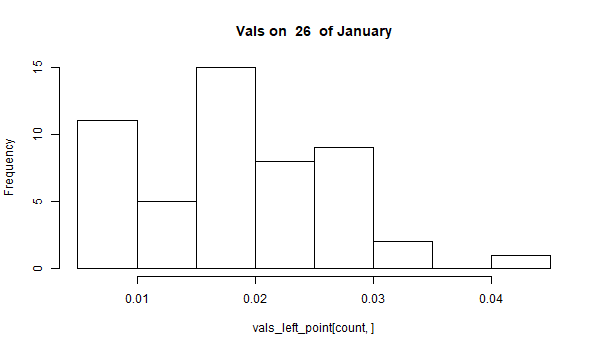 Vals on  26  of January
Frequency
15
10
5
0
0.01 0.02 0.03 0.04
vals_left_point[count, ]